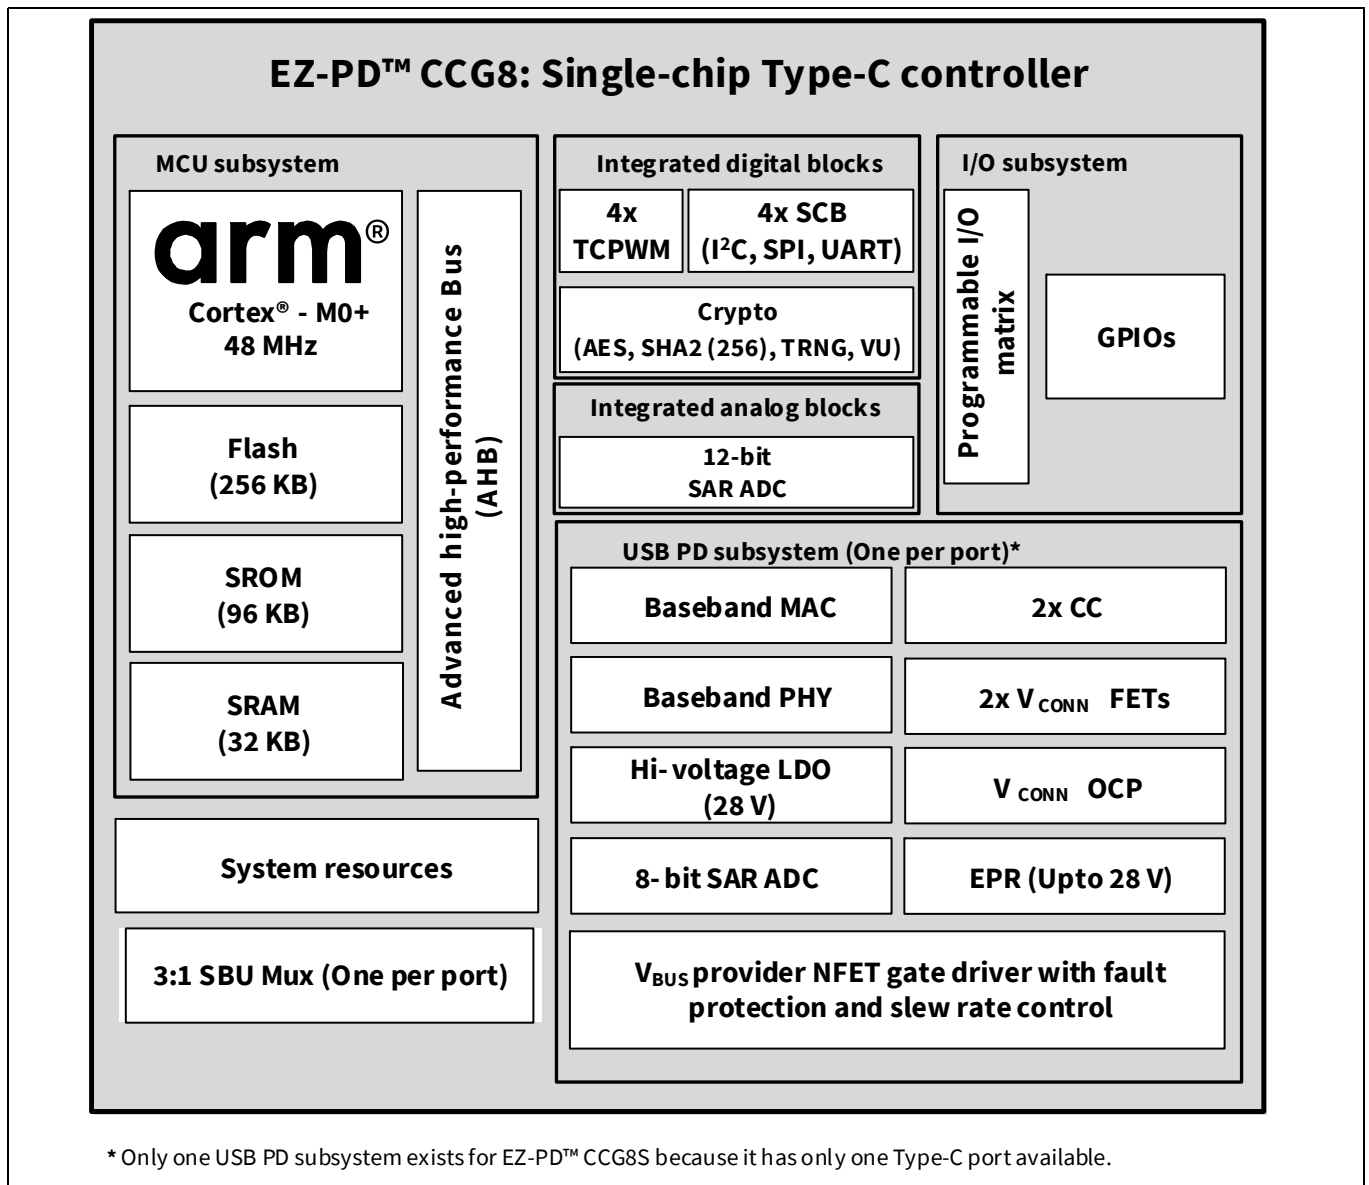 EZ-PD™ CCG8: Single-chip Type-C controller
MCU subsystem
arm®
Cortex® - M0+
48 MHz
Flash
(256 KB)
SROM
(96 KB)
SRAM
(32 KB)
Advanced high-performance Bus
(AHB)
Integrated digital blocks
4x
TCPWM
4x SCB
(I²C, SPI, UART)
Crypto
(AES, SHA2 (256), TRNG, VU)
Integrated analog blocks
12-bit
SAR ADC
I/O subsystem
Programmable I/O
matrix
GPIOs
USB PD subsystem (One per port)*
Baseband MAC
2x CC
Baseband PHY
2x V CONN FETs
Hi-voltage LDO
(28 V)
V CONN OCP
8-bit SAR ADC
EPR (Upto 28 V)
VBUS provider NFET gate driver with fault
protection and slew rate control
System resources
3:1 SBU Mux (One per port)
* Only one USB PD subsystem exists for EZ-PD™ CCG8S because it has only one Type-C port available.